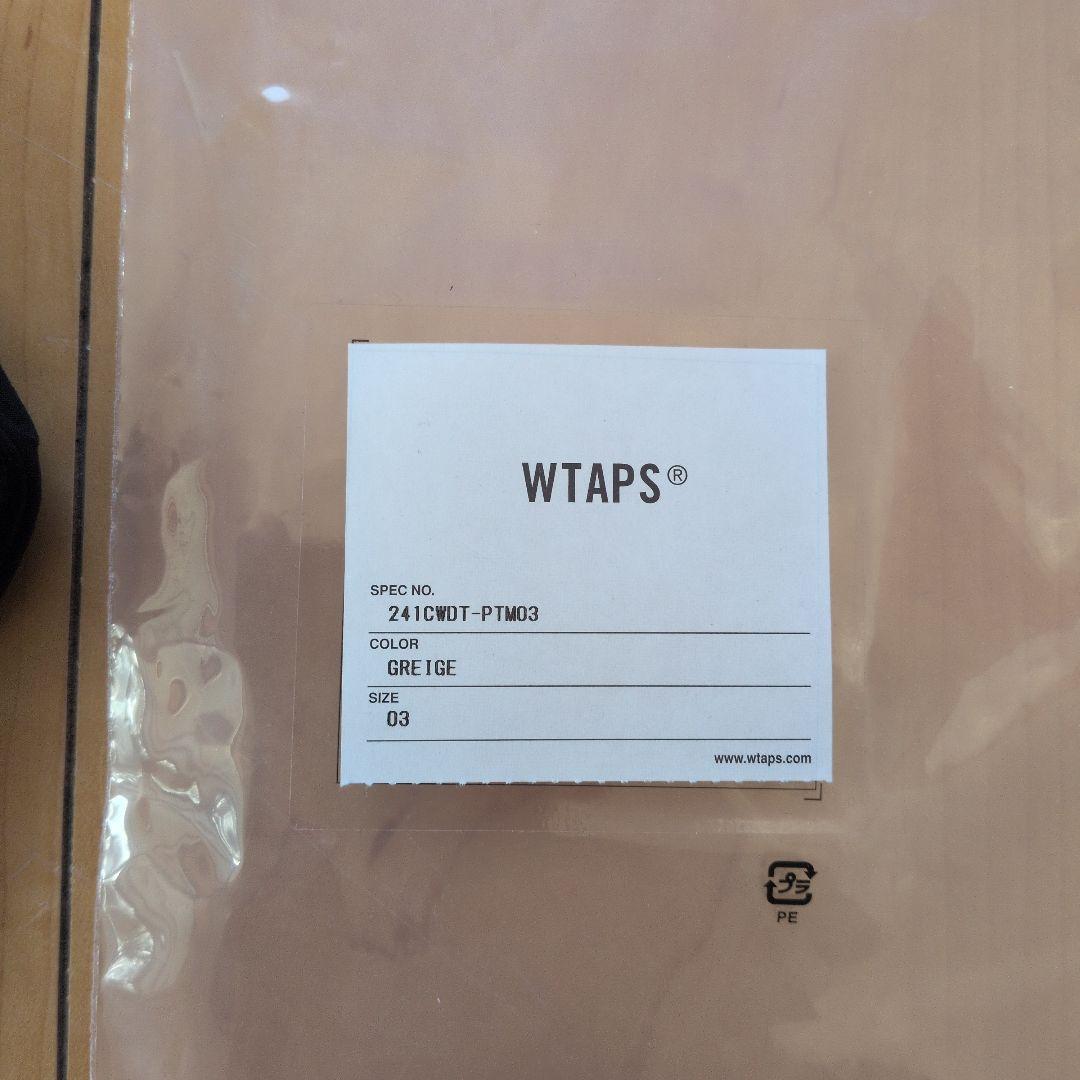 WTAPS®
SPEC NO.
241CWDT-PTM03
COLOR
GREIGE
SIZE
03
www.wtaps.com
プラ
PE